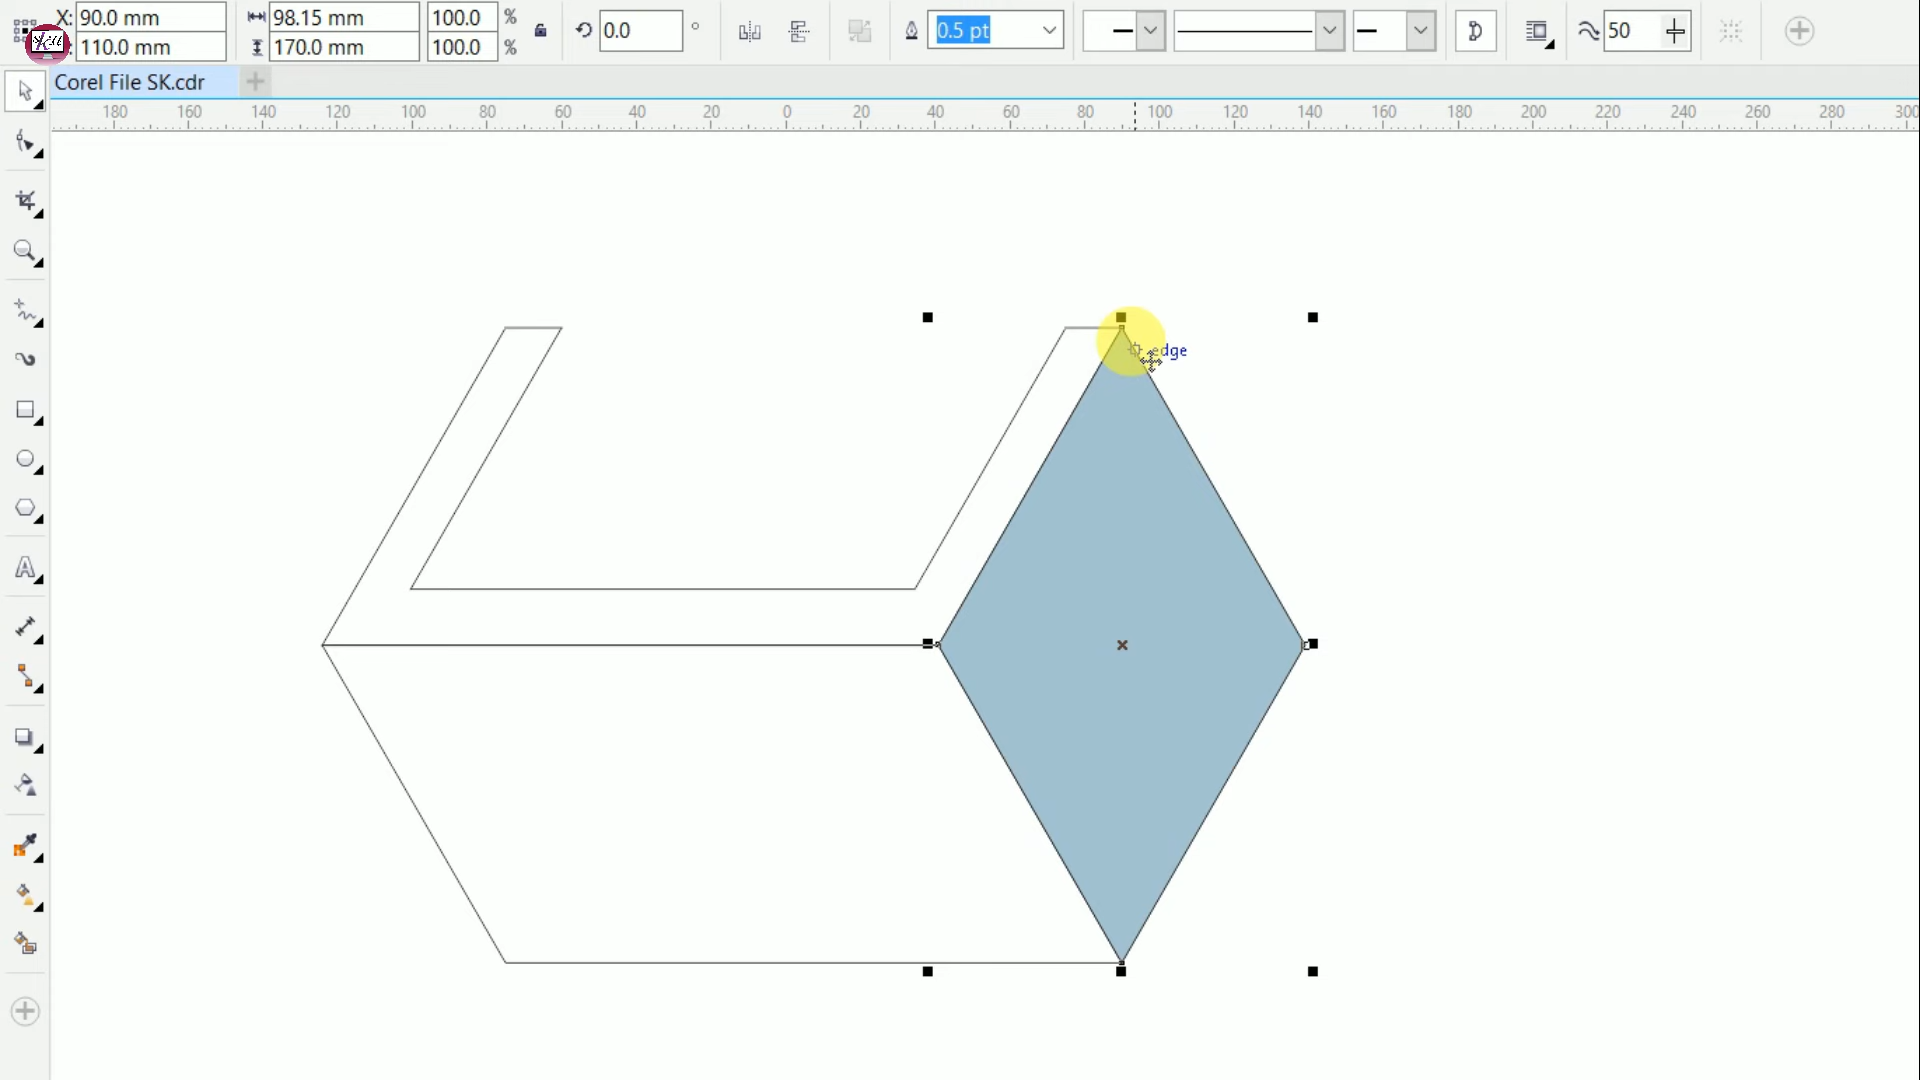 X: 90.0 mm 98.15 mm 100.0 % 0.0 ° 0.5 pt 50
110.0 mm 170.0 mm 100.0 %
Corel File SK.cdr
180 160 140 120 100 80 60 40 20 0 20 40 60 80 100 120 140 160 180 200 220 240 260 280 300
edge